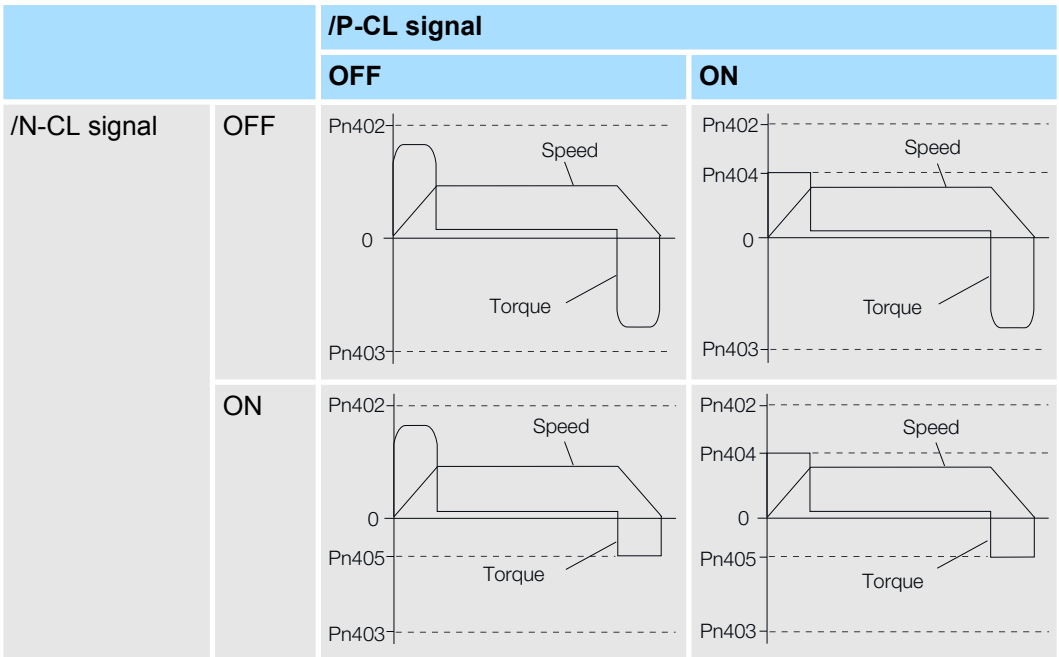 /P-CL signal
OFF
ON
/N-CL signal
OFF
Pn402
Speed
0
Torque
Pn403
Pn402
Speed
Pn404
0
Torque
Pn403
ON
Pn402
Speed
0
Pn405
Torque
Pn403
Pn402
Speed
Pn404
0
Pn405
Torque
Pn403